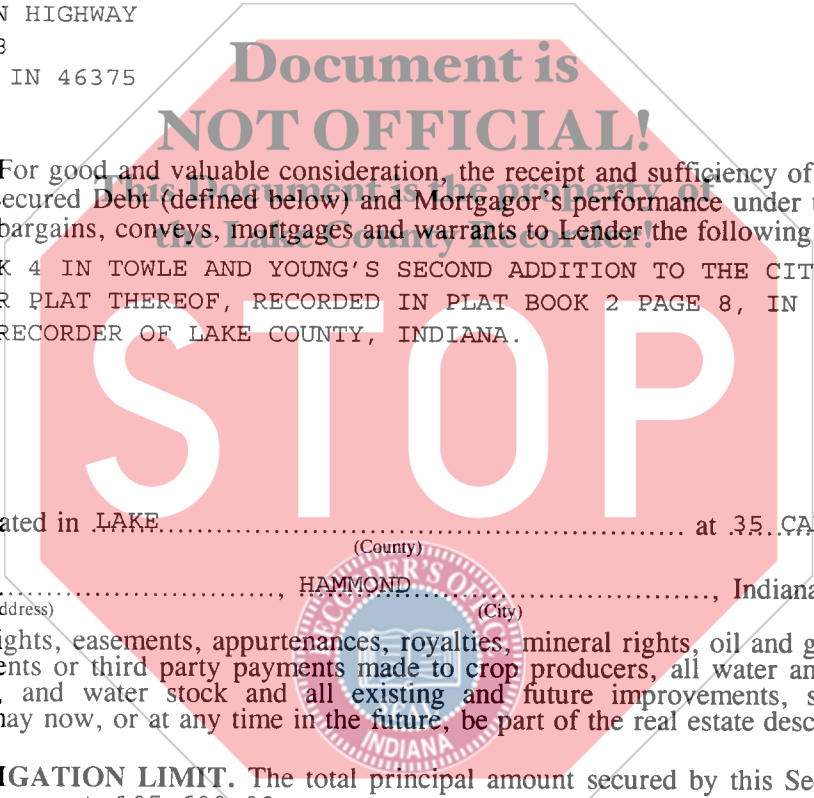 N HIGHWAY
IN 46375
Document is
NOT OFFICIAL!
This Document is the property of
the Lake County Recorder!
For good and valuable consideration, the receipt and sufficiency of
ecured Debt (defined below) and Mortgagor's performance under
bargains, conveys, mortgages and warrants to Lender the following
K 4 IN TOWLE AND YOUNG'S SECOND ADDITION TO THE CIT
R PLAT THEREOF, RECORDED IN PLAT BOOK 2 PAGE 8, IN
RECORDER OF LAKE COUNTY, INDIANA.
STOP
ated in .LAKE.................................................................... at .35..CA
(County)
............................., HAMMOND......................................., Indiana
ddress) (City)
RECORDER'S OFFICE
SEAL
INDIANA
ights, easements, appurtenances, royalties, mineral rights, oil and g
ents or third party payments made to crop producers, all water an
, and water stock and all existing and future improvements, s
nay now, or at any time in the future, be part of the real estate desc
IGATION LIMIT. The total principal amount secured by this Sec